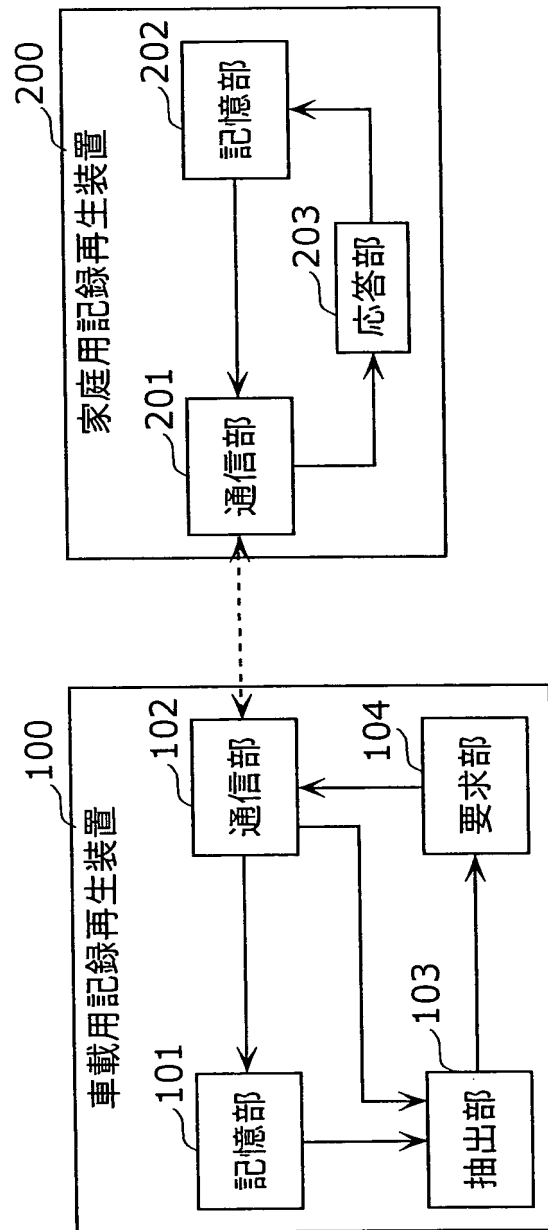 100
車載用記録再生装置
101
記憶部
102
通信部
103
抽出部
104
要求部
200
家庭用記録再生装置
201
通信部
202
記憶部
203
応答部